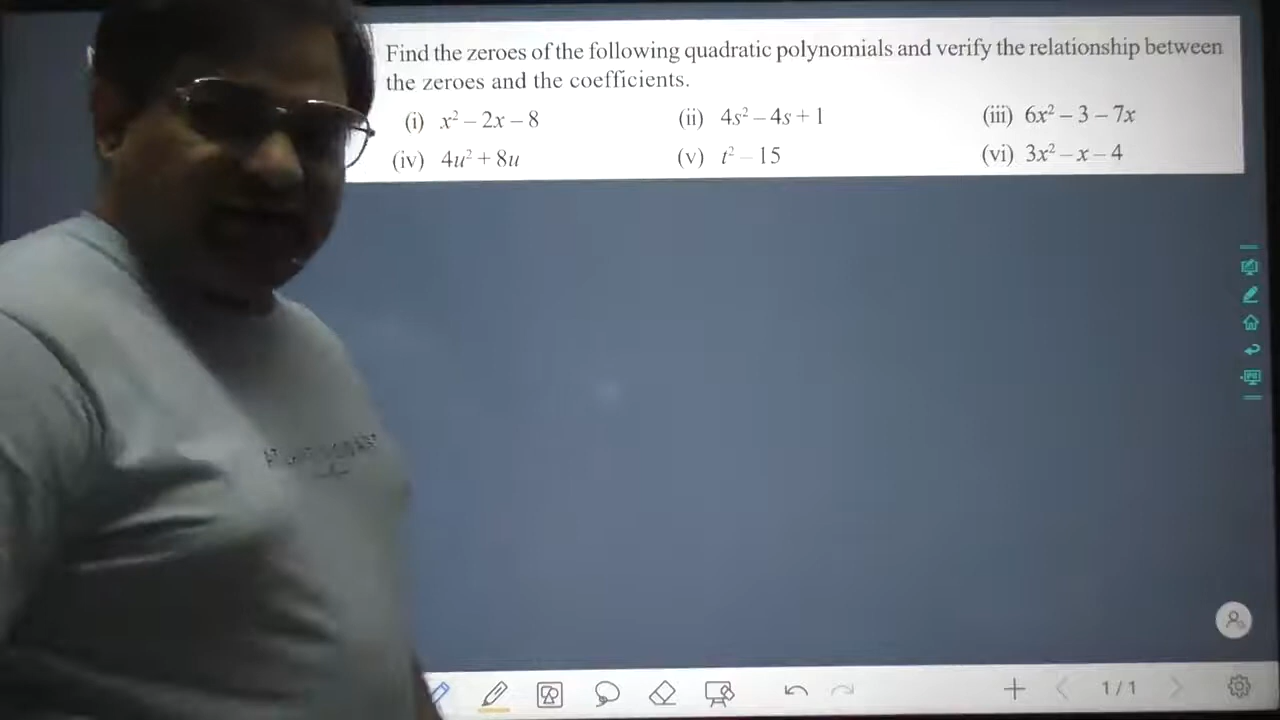 Find the zeroes of the following quadratic polynomials and verify the relationship between
the zeroes and the coefficients.
(i) x² – 2x – 8 (ii) 4s² – 4s + 1 (iii) 6x² – 3 – 7x
(iv) 4u² + 8u (v) t² – 15 (vi) 3x² – x – 4
1/1